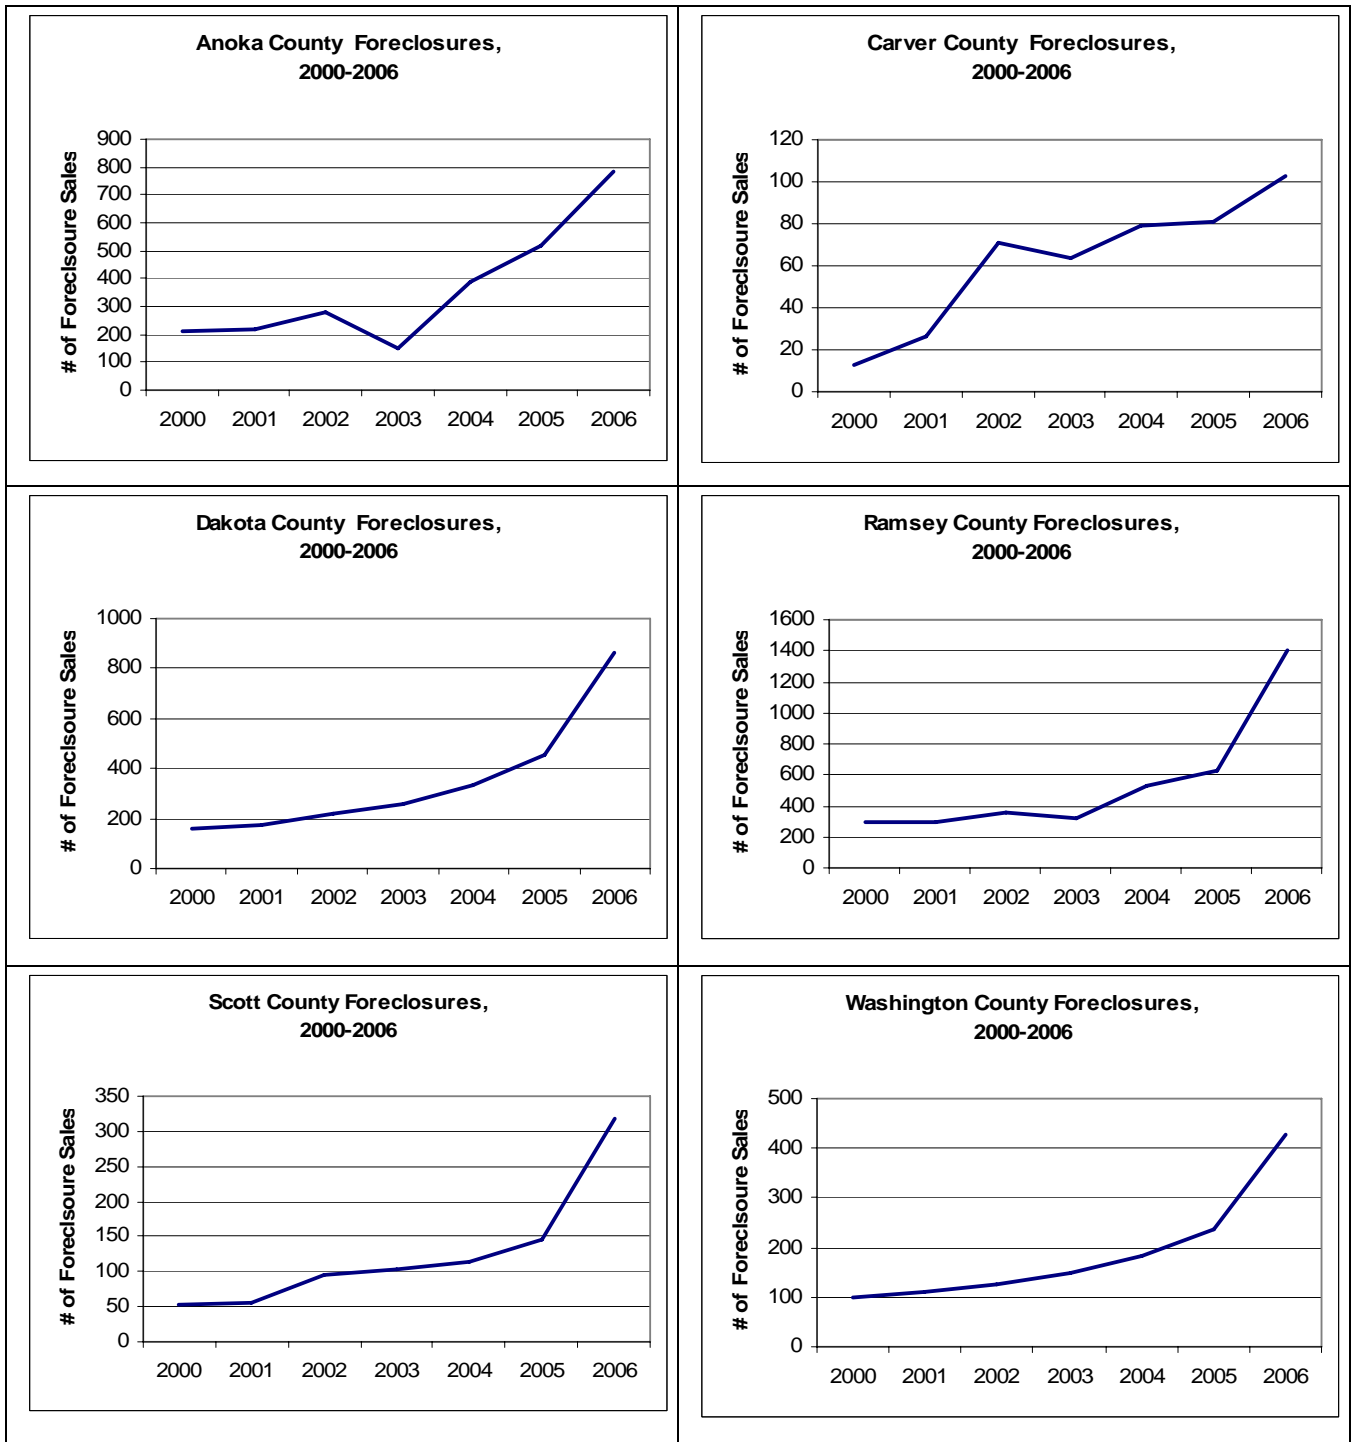 Anoka County Foreclosures,
2000-2006
# of Foreclsoure Sales
900
800
700
600
500
400
300
200
100
0
2000 2001 2002 2003 2004 2005 2006
Carver County Foreclosures,
2000-2006
# of Foreclsoure Sales
120
100
80
60
40
20
0
2000 2001 2002 2003 2004 2005 2006
Dakota County Foreclosures,
2000-2006
# of Foreclsoure Sales
1000
800
600
400
200
0
2000 2001 2002 2003 2004 2005 2006
Ramsey County Foreclosures,
2000-2006
# of Foreclsoure Sales
1600
1400
1200
1000
800
600
400
200
0
2000 2001 2002 2003 2004 2005 2006
Scott County Foreclosures,
2000-2006
# of Foreclsoure Sales
350
300
250
200
150
100
50
0
2000 2001 2002 2003 2004 2005 2006
Washington County Foreclosures,
2000-2006
# of Foreclsoure Sales
500
400
300
200
100
0
2000 2001 2002 2003 2004 2005 2006